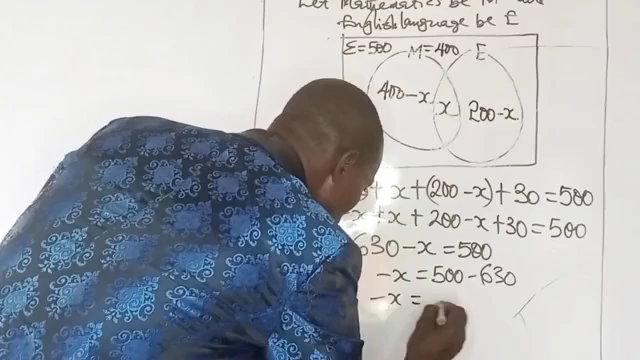 Let Mathematics be M
English language be E
Ɛ=500 M=400 E
400-x x 200-x
+ x +(200-x)+30=500
x+x+200-x+30=500
630-x=500
-x=500-630
-x=